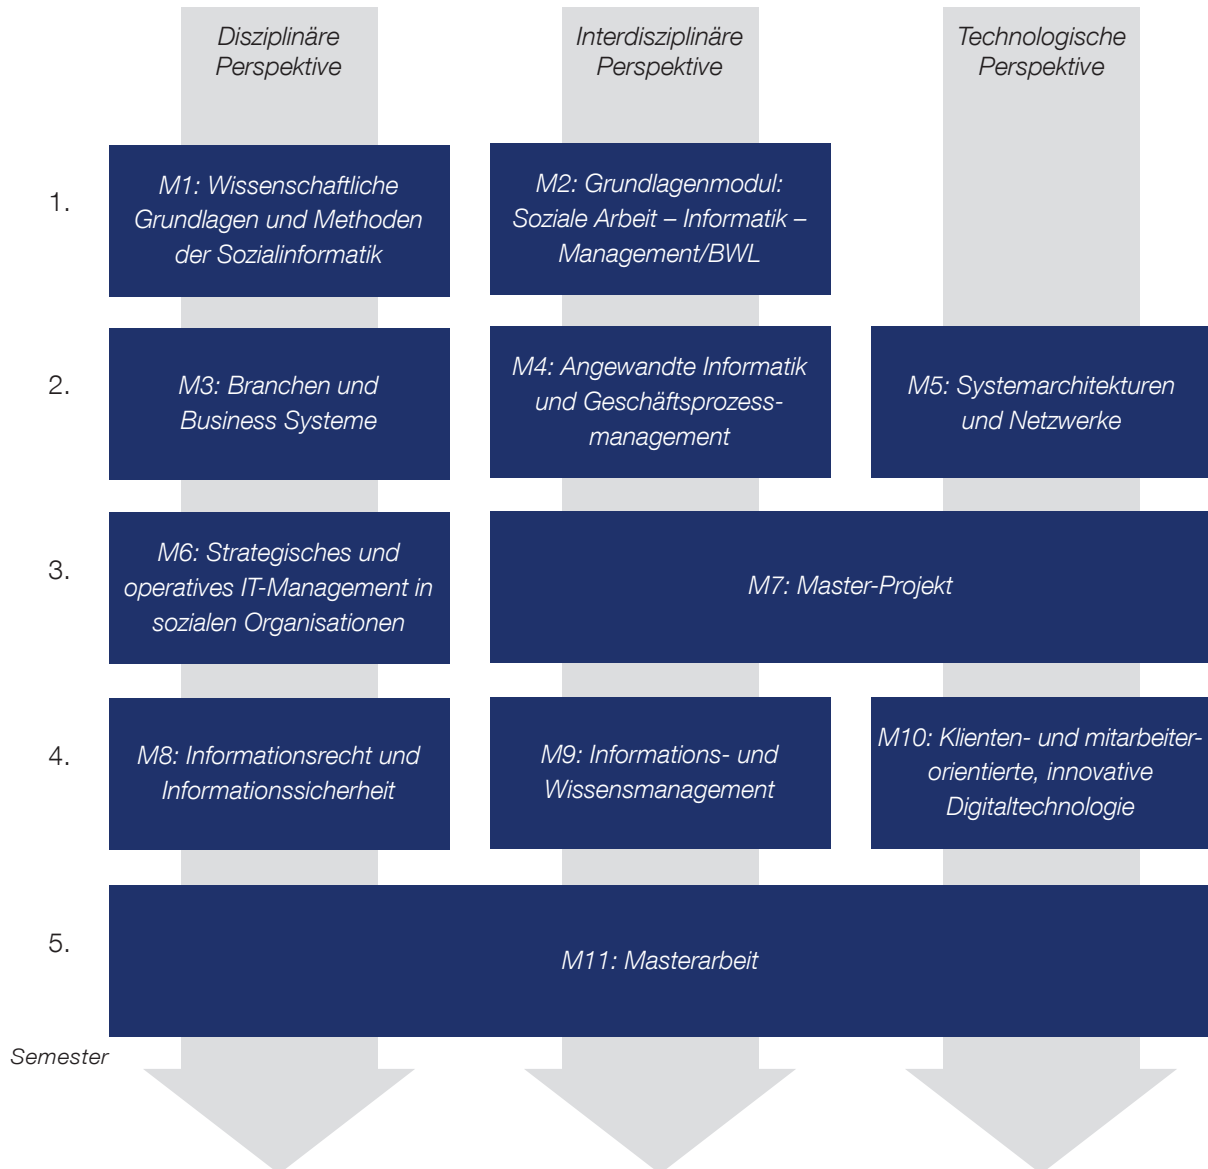 Disziplinäre
Perspektive
Interdisziplinäre
Perspektive
Technologische
Perspektive
1.
M1: Wissenschaftliche
Grundlagen und Methoden
der Sozialinformatik
M2: Grundlagenmodul:
Soziale Arbeit – Informatik –
Management/BWL
2.
M3: Branchen und
Business Systeme
M4: Angewandte Informatik
und Geschäftsprozess-
management
M5: Systemarchitekturen
und Netzwerke
3.
M6: Strategisches und
operatives IT-Management in
sozialen Organisationen
M7: Master-Projekt
4.
M8: Informationsrecht und
Informationssicherheit
M9: Informations- und
Wissensmanagement
M10: Klienten- und mitarbeiter-
orientierte, innovative
Digitaltechnologie
5.
M11: Masterarbeit
Semester